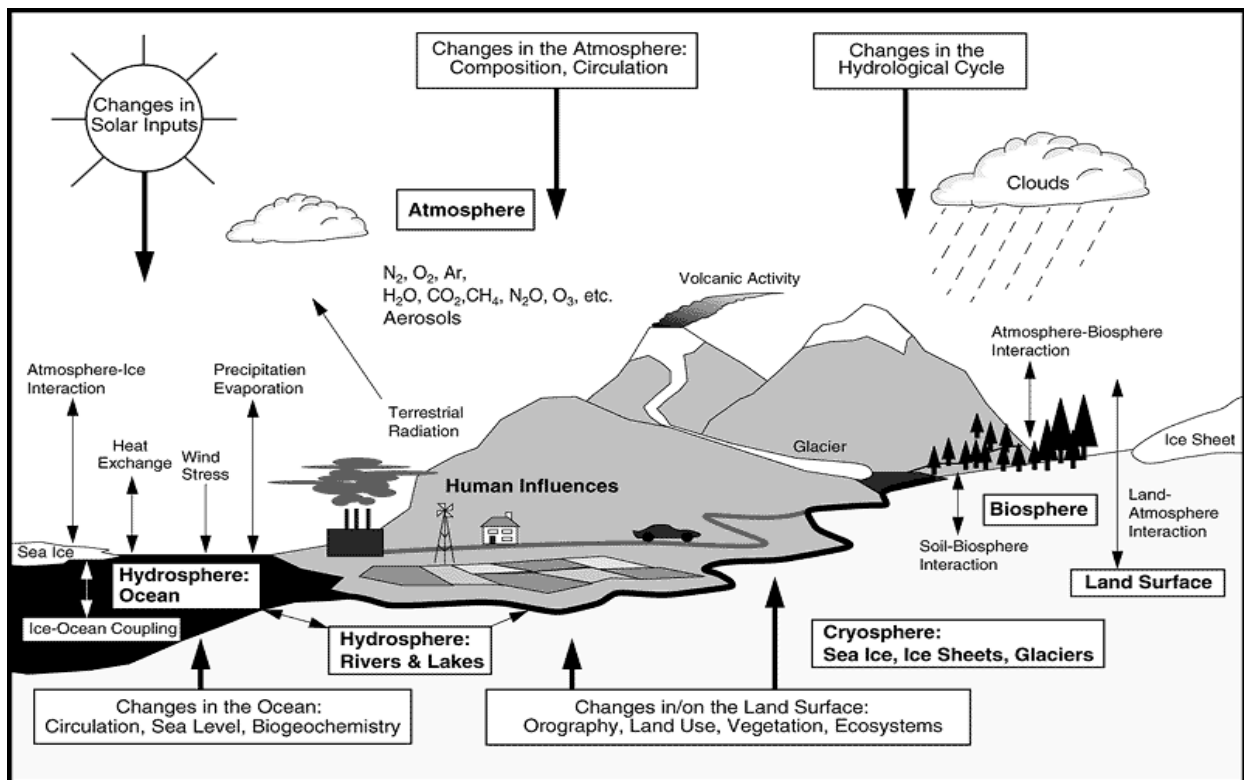 Changes in
Solar Inputs
Changes in the Atmosphere:
Composition, Circulation
Changes in the
Hydrological Cycle
Clouds
Atmosphere
N₂, O₂, Ar,
H₂O, CO₂,CH₄, N₂O, O₃, etc.
Aerosols
Volcanic Activity
Atmosphere-Biosphere
Interaction
Atmosphere-Ice
Interaction
Precipitation
Evaporation
Terrestrial
Radiation
Heat
Exchange
Wind
Stress
Glacier
Ice Sheet
Human Influences
Land-
Atmosphere
Interaction
Biosphere
Soil-Biosphere
Interaction
Sea Ice
Hydrosphere:
Ocean
Land Surface
Ice-Ocean Coupling
Hydrosphere:
Rivers & Lakes
Cryosphere:
Sea Ice, Ice Sheets, Glaciers
Changes in the Ocean:
Circulation, Sea Level, Biogeochemistry
Changes in/on the Land Surface:
Orography, Land Use, Vegetation, Ecosystems